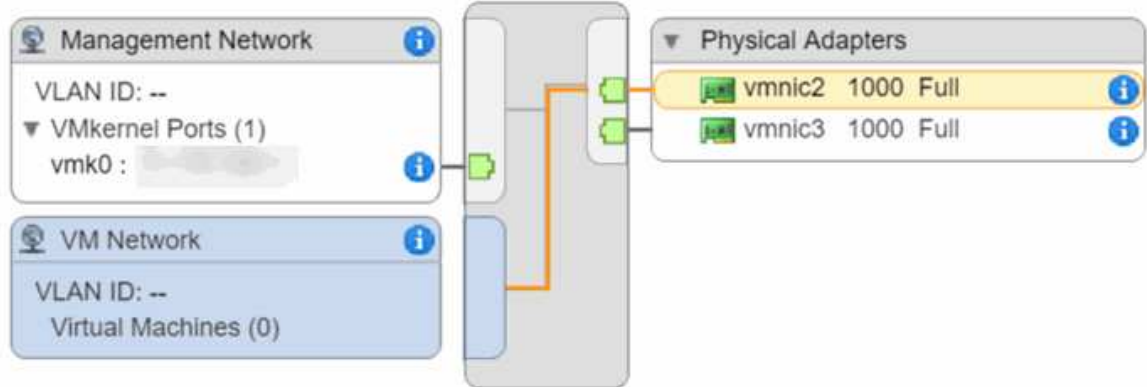 Management Network
VLAN ID: --
VMkernel Ports (1)
vmk0 :
VM Network
VLAN ID: --
Virtual Machines (0)
Physical Adapters
vmnic2 1000 Full
vmnic3 1000 Full